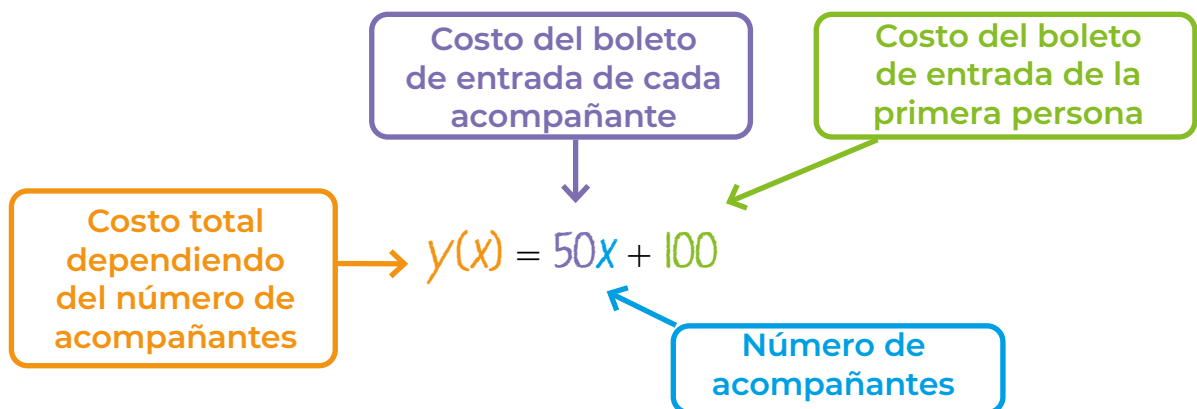 Costo del boleto
de entrada de cada
acompañante
Costo del boleto
de entrada de la
primera persona
Costo total
dependiendo
del número de
acompañantes
y(x) = 50x + 100
Número de
acompañantes